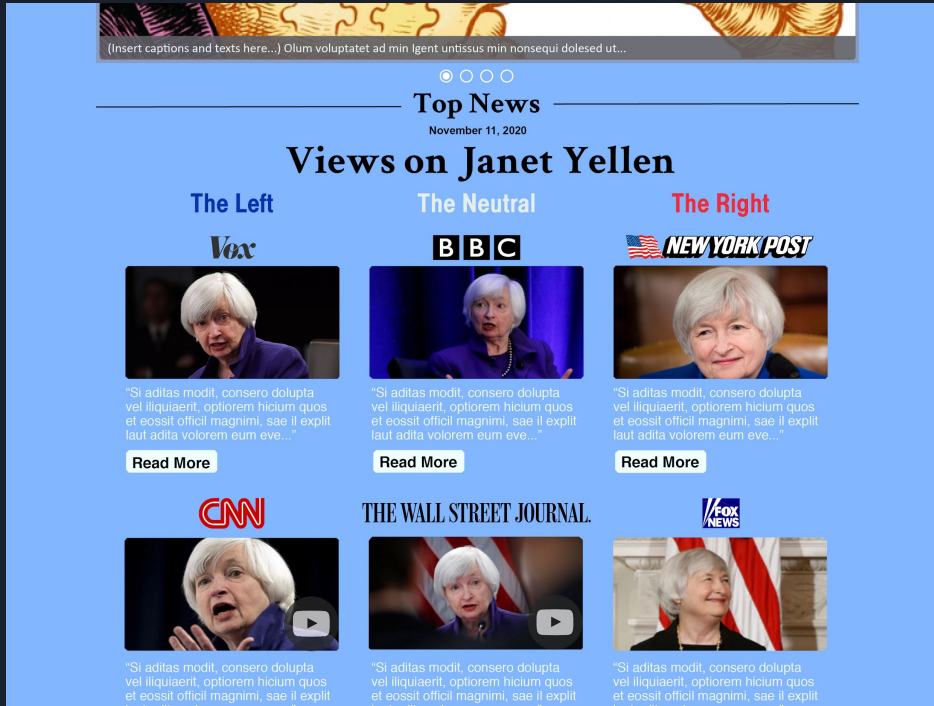 (Insert captions and texts here...) Olum voluptatet ad min Igent untissus min nonsequi dolesed ut...
Top News
November 11, 2020
Views on Janet Yellen
The Left
The Neutral
The Right
Vox
BBC
NEW YORK POST
“Si aditas modit, consero dolupta
vel iliquiaerit, optiorem hicium quos
et eossit officil magnimi, sae il explit
laut adita volorem eum eve...”
“Si aditas modit, consero dolupta
vel iliquiaerit, optiorem hicium quos
et eossit officil magnimi, sae il explit
laut adita volorem eum eve...”
“Si aditas modit, consero dolupta
vel iliquiaerit, optiorem hicium quos
et eossit officil magnimi, sae il explit
laut adita volorem eum eve...”
Read More
Read More
Read More
CNN
THE WALL STREET JOURNAL.
FOX
NEWS
“Si aditas modit, consero dolupta
vel iliquiaerit, optiorem hicium quos
et eossit officil magnimi, sae il explit
“Si aditas modit, consero dolupta
vel iliquiaerit, optiorem hicium quos
et eossit officil magnimi, sae il explit
“Si aditas modit, consero dolupta
vel iliquiaerit, optiorem hicium quos
et eossit officil magnimi, sae il explit